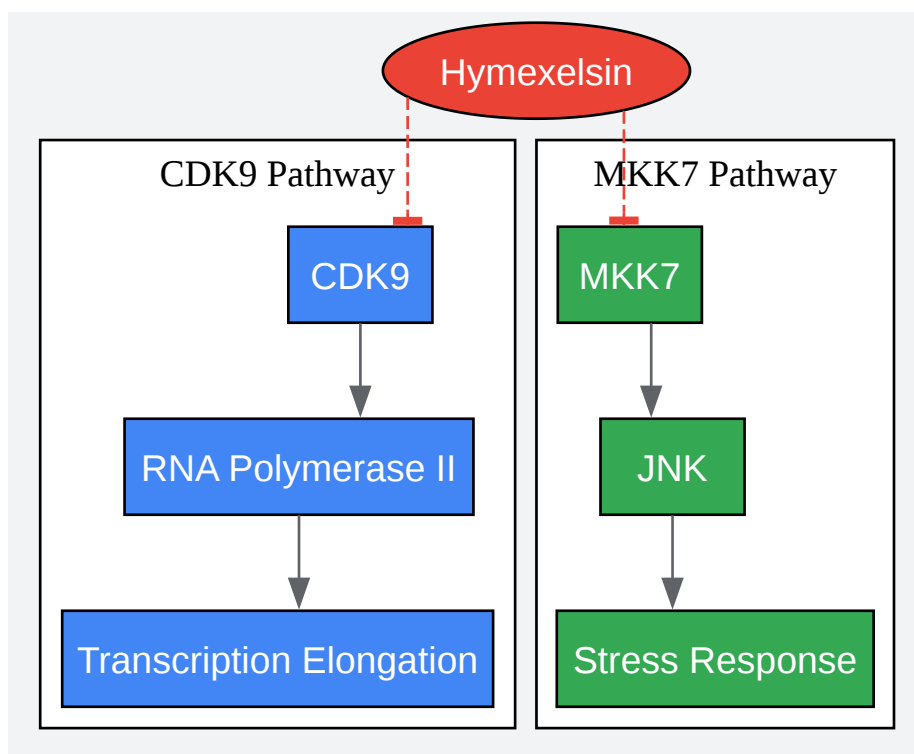 Hymexelsin
CDK9 Pathway
MKK7 Pathway
CDK9
MKK7
RNA Polymerase II
JNK
Transcription Elongation
Stress Response